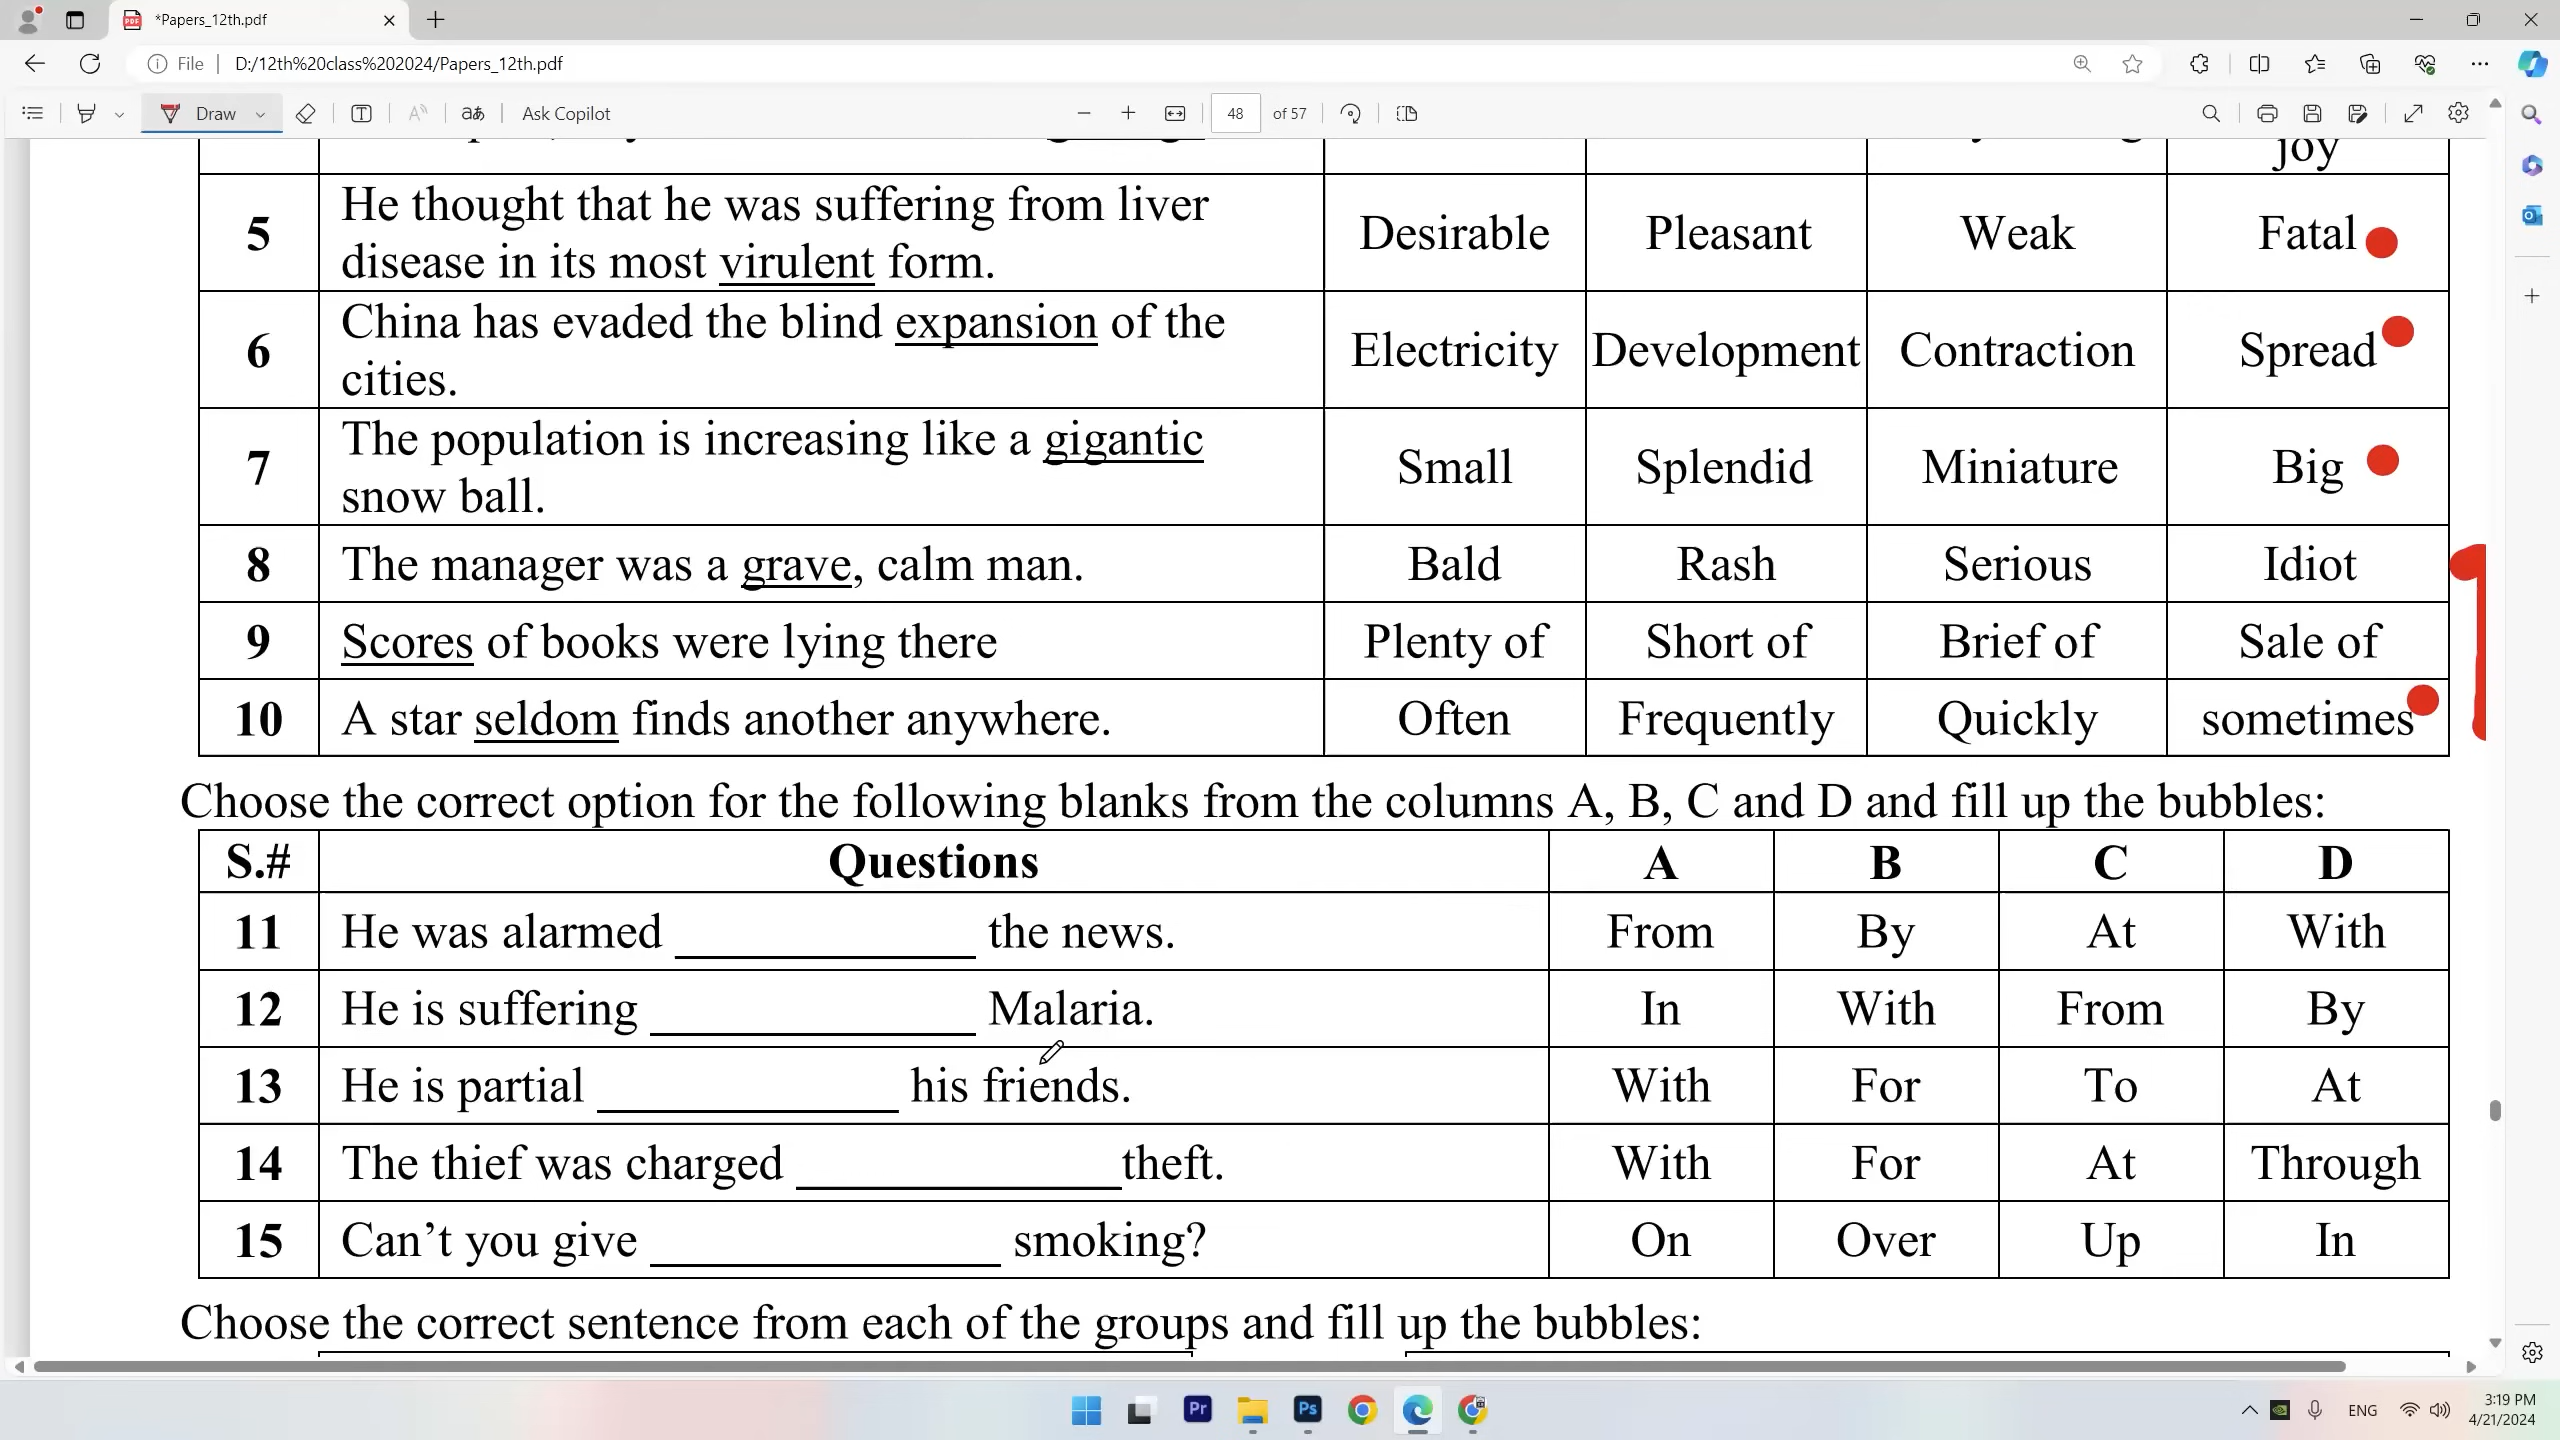 *Papers_12th.pdf
File D:/12th%20class%202024/Papers_12th.pdf
Draw aあ Ask Copilot 48 of 57
joy
5 He thought that he was suffering from liver disease in its most virulent form. Desirable Pleasant Weak Fatal
6 China has evaded the blind expansion of the cities. Electricity Development Contraction Spread
7 The population is increasing like a gigantic snow ball. Small Splendid Miniature Big
8 The manager was a grave, calm man. Bald Rash Serious Idiot
9 Scores of books were lying there Plenty of Short of Brief of Sale of
10 A star seldom finds another anywhere. Often Frequently Quickly sometimes
Choose the correct option for the following blanks from the columns A, B, C and D and fill up the bubbles:
S.# Questions A B C D
11 He was alarmed ____________ the news. From By At With
12 He is suffering _____________ Malaria. In With From By
13 He is partial ____________ his friends. With For To At
14 The thief was charged _____________theft. With For At Through
15 Can’t you give ______________ smoking? On Over Up In
Choose the correct sentence from each of the groups and fill up the bubbles:
Pr Ps ENG 3:19 PM
4/21/2024